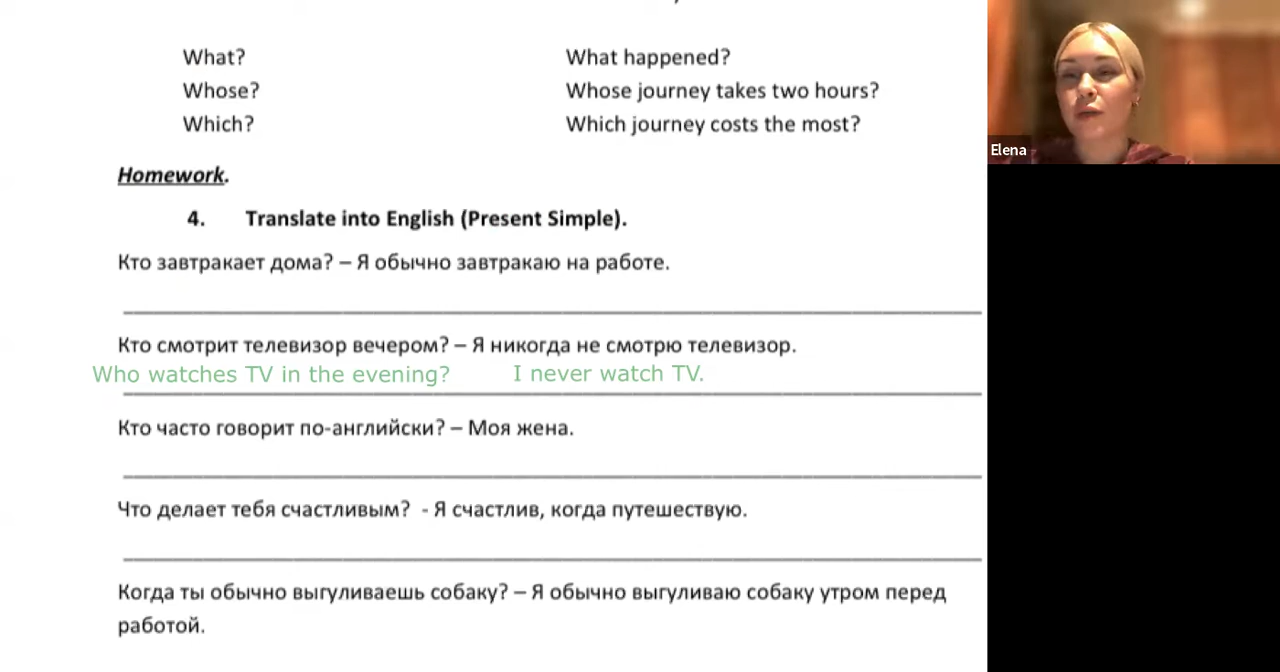 What? What happened?
Whose? Whose journey takes two hours?
Which? Which journey costs the most?
Elena
Homework.
4. Translate into English (Present Simple).
Кто завтракает дома? – Я обычно завтракаю на работе.
Кто смотрит телевизор вечером? – Я никогда не смотрю телевизор.
Who watches TV in the evening? I never watch TV.
Кто часто говорит по-английски? – Моя жена.
Что делает тебя счастливым? - Я счастлив, когда путешествую.
Когда ты обычно выгуливаешь собаку? – Я обычно выгуливаю собаку утром перед
работой.